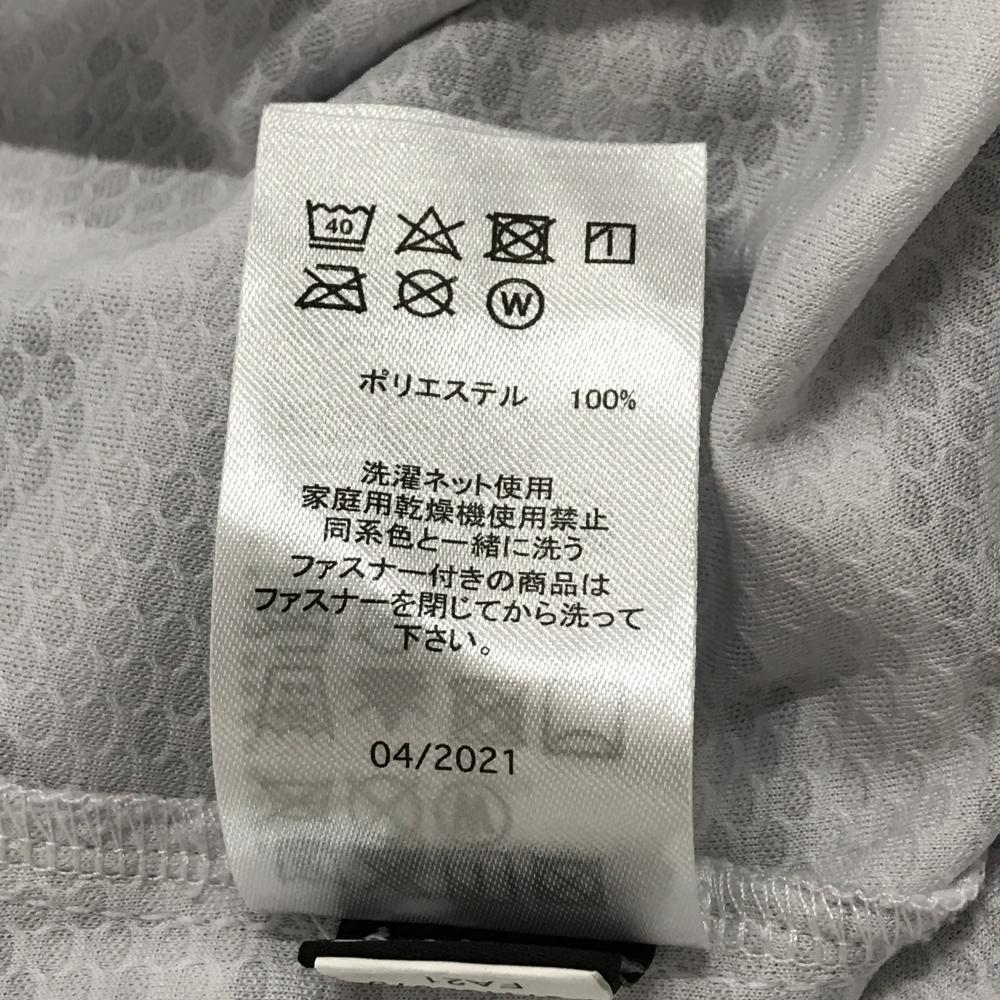 40
W
ポリエステル 100%
洗濯ネット使用
家庭用乾燥機使用禁止
同系色と一緒に洗う
ファスナー付きの商品は
ファスナーを閉じてから洗って
下さい。
04/2021
FA21